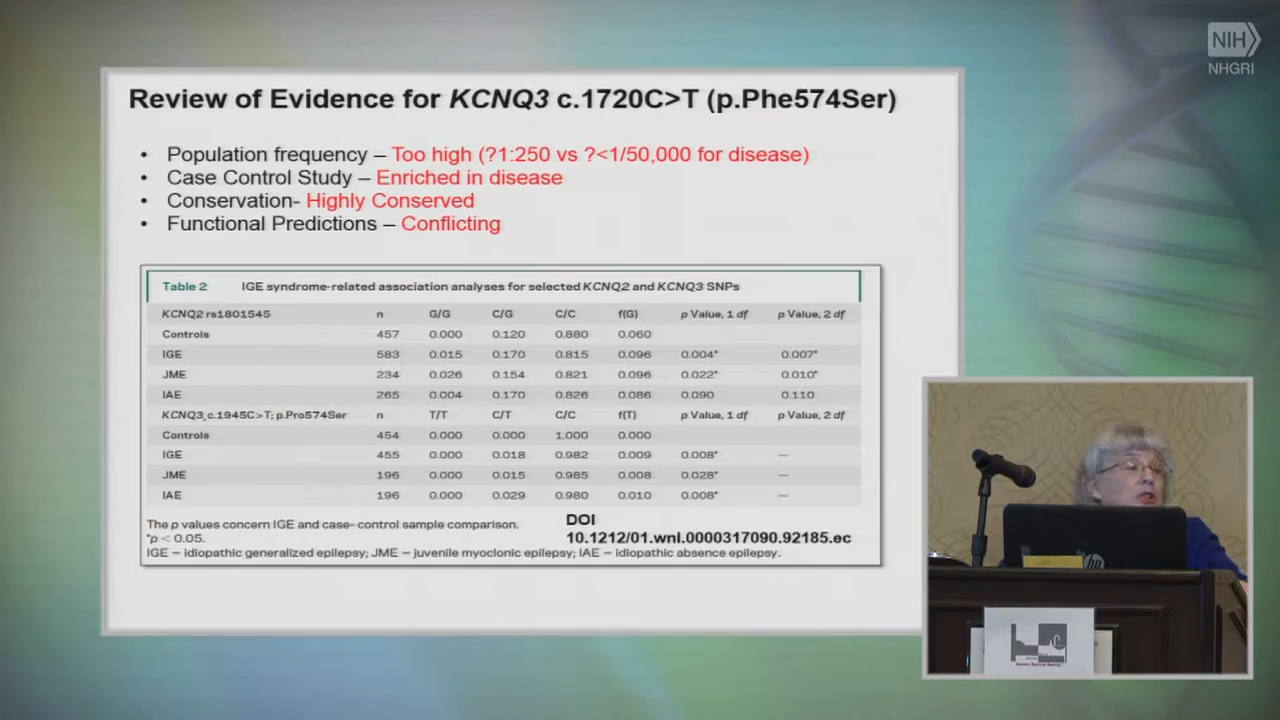 NIH
NHGRI
Review of Evidence for KCNQ3 c.1720C>T (p.Phe574Ser)
• Population frequency – Too high (?1:250 vs ?<1/50,000 for disease)
• Case Control Study – Enriched in disease
• Conservation- Highly Conserved
• Functional Predictions – Conflicting
Table 2 IGE syndrome-related association analyses for selected KCNQ2 and KCNQ3 SNPs
KCNQ2 rs1801545 n G/G C/G C/C f(G) p Value, 1 df p Value, 2 df
Controls 457 0.000 0.120 0.880 0.060
IGE 583 0.015 0.170 0.815 0.096 0.004* 0.007*
JME 234 0.026 0.154 0.821 0.096 0.022* 0.010*
IAE 265 0.004 0.170 0.826 0.086 0.090 0.110
KCNQ3_c.1945C>T; p.Pro574Ser n T/T C/T C/C f(T) p Value, 1 df p Value, 2 df
Controls 454 0.000 0.000 1.000 0.000
IGE 455 0.000 0.018 0.982 0.009 0.008* —
JME 196 0.000 0.015 0.985 0.008 0.028* —
IAE 196 0.000 0.029 0.980 0.010 0.008* —
The p values concern IGE and case-control sample comparison.
*p < 0.05.
IGE = idiopathic generalized epilepsy; JME = juvenile myoclonic epilepsy; IAE = idiopathic absence epilepsy.
DOI
10.1212/01.wnl.0000317090.92185.ec
hp